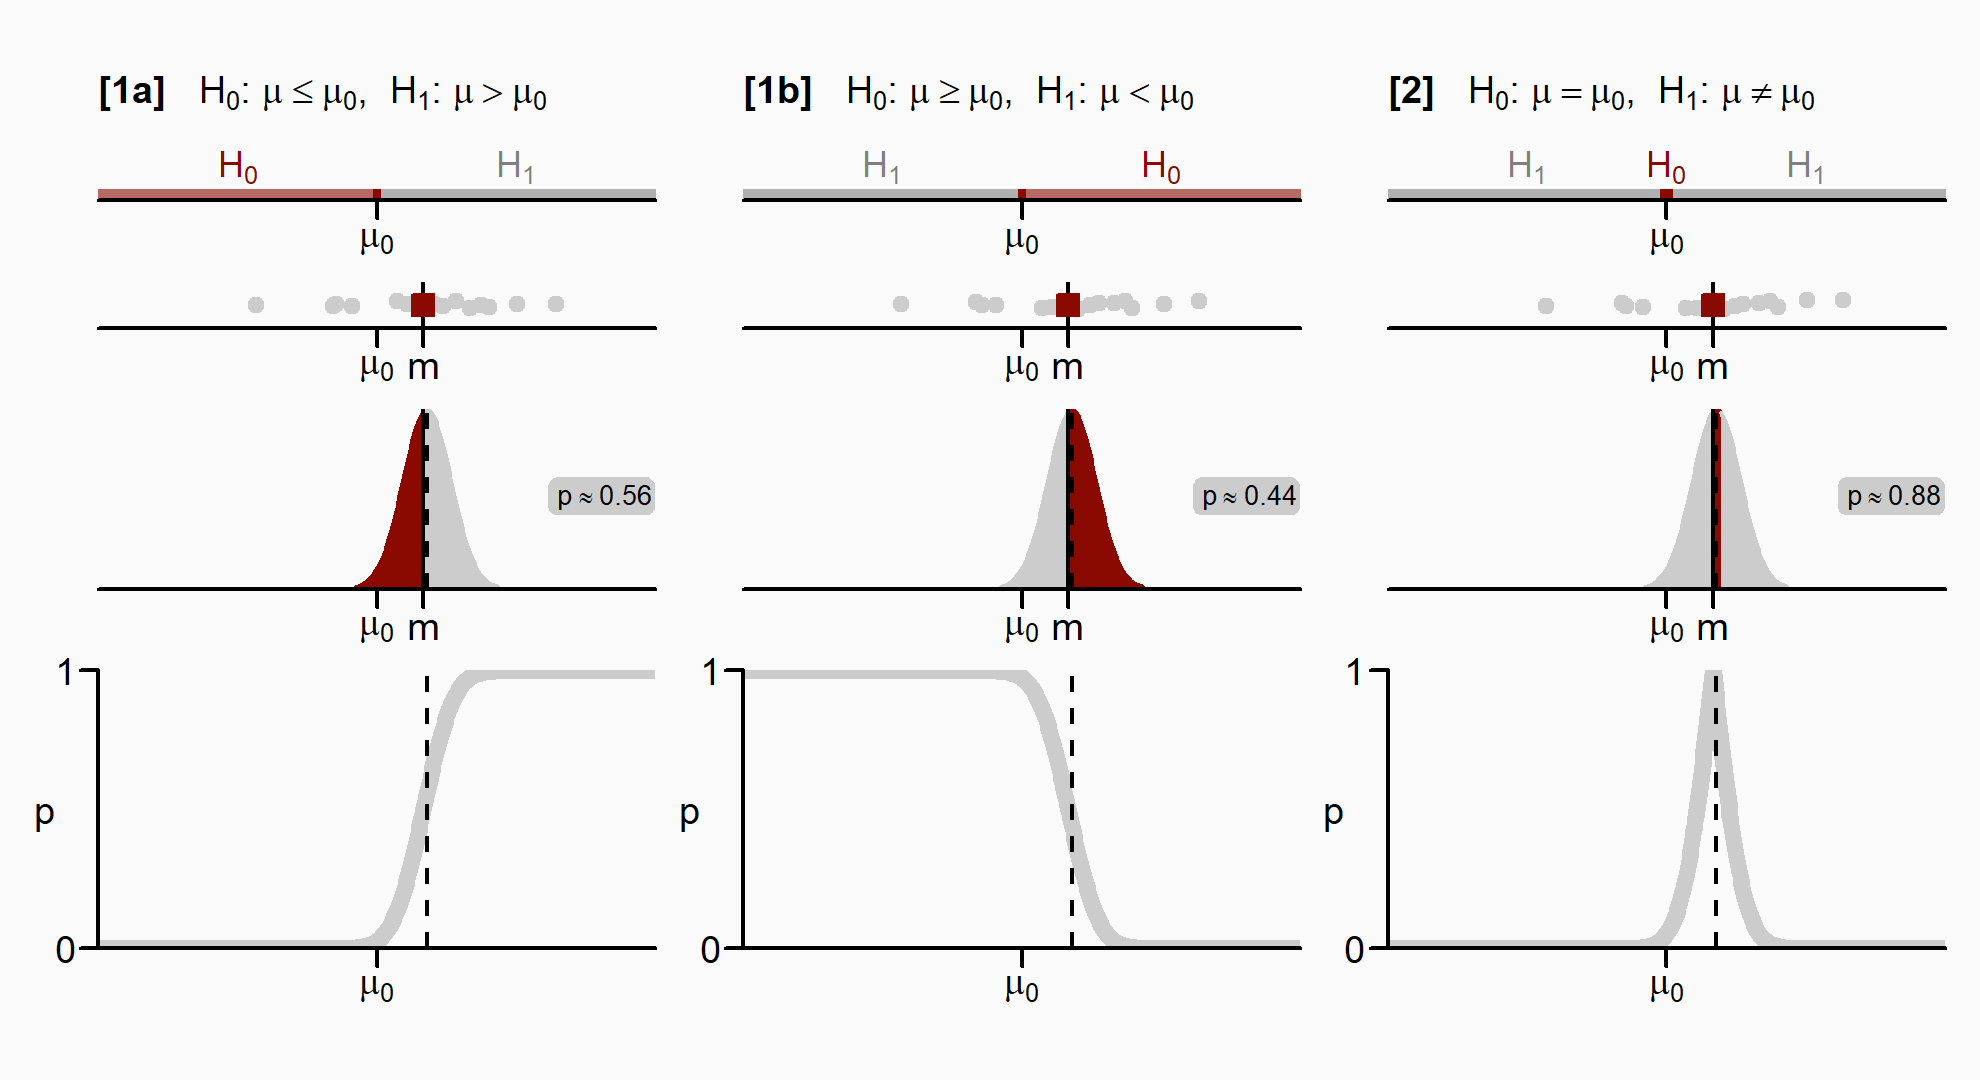 [1a] H₀: μ ≤ μ₀, H₁: μ > μ₀
H₀ H₁
μ₀
μ₀ m
p ≈ 0.56
μ₀ m
1
p
0
μ₀
[1b] H₀: μ ≥ μ₀, H₁: μ < μ₀
H₁ H₀
μ₀
μ₀ m
p ≈ 0.44
μ₀ m
1
p
0
μ₀
[2] H₀: μ = μ₀, H₁: μ ≠ μ₀
H₁ H₀ H₁
μ₀
μ₀ m
p ≈ 0.88
μ₀ m
1
p
0
μ₀